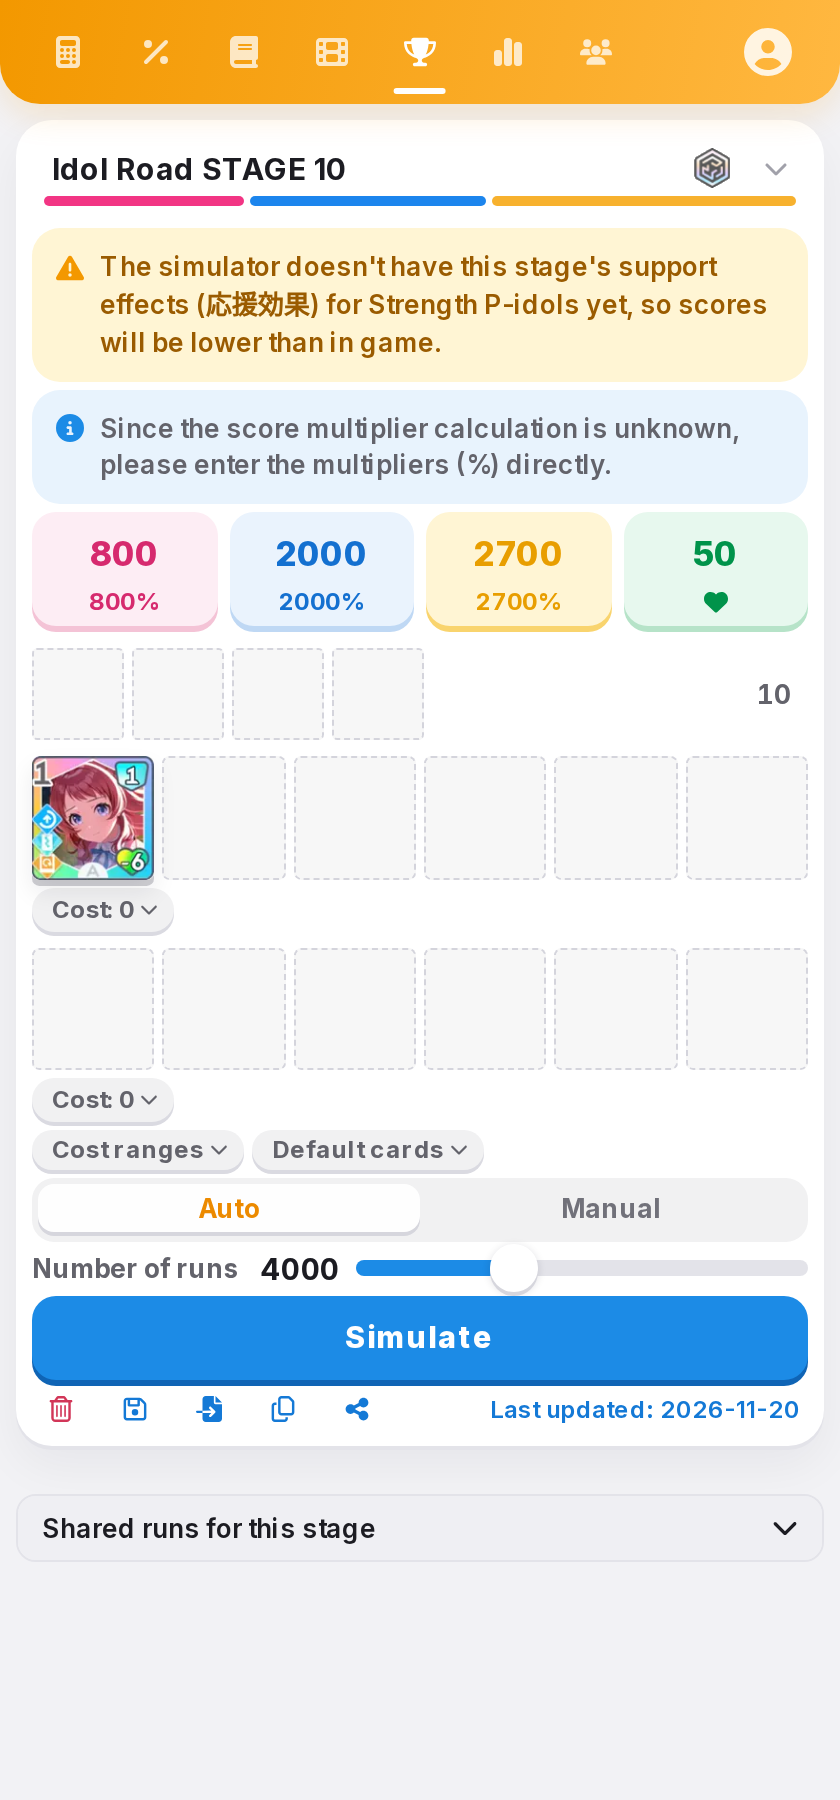 Idol Road STAGE 10
The simulator doesn't have this stage's support
effects (応援効果) for Strength P-idols yet, so scores
will be lower than in game.
Since the score multiplier calculation is unknown,
please enter the multipliers (%) directly.
800 2000 2700 50
800% 2000% 2700%
10
1 1
-6
A
Cost: 0
Cost: 0
Cost ranges Default cards
Auto Manual
Number of runs 4000
Simulate
Last updated: 2026-11-20
Shared runs for this stage